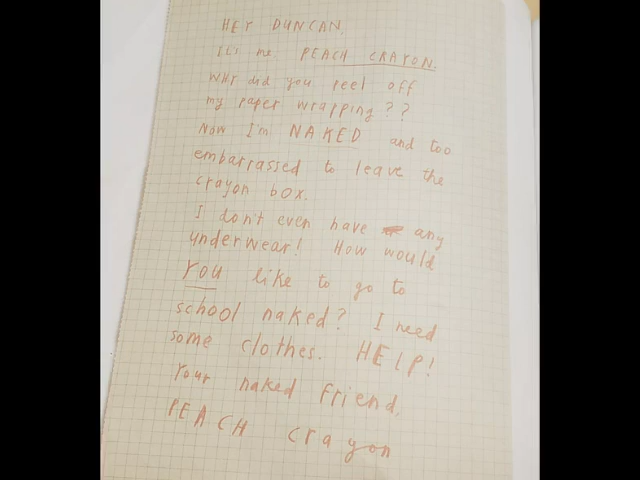 HEY DUNCAN,
It's me, PEACH CRAYON.
WHY did you peel off
my paper wrapping??
Now I'm NAKED and too
embarrassed to leave the
crayon box.
I don't even have any
underwear! How would
YOU like to go to
school naked? I need
some clothes. HELP!
Your naked friend,
PEACH crayon